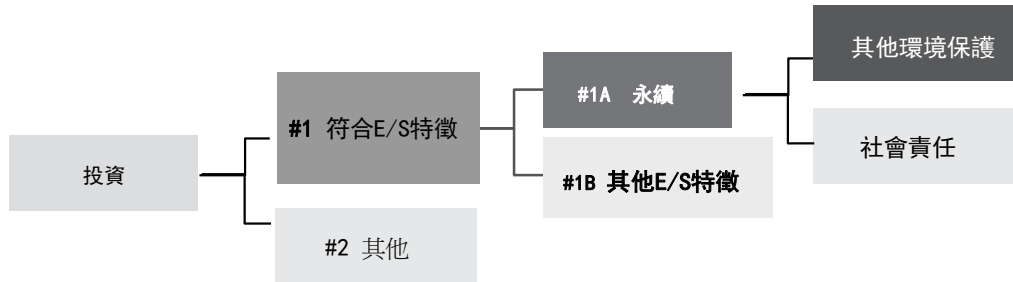 投資
#1 符合E/S特徵
#2 其他
#1A 永續
#1B 其他E/S特徵
其他環境保護
社會責任